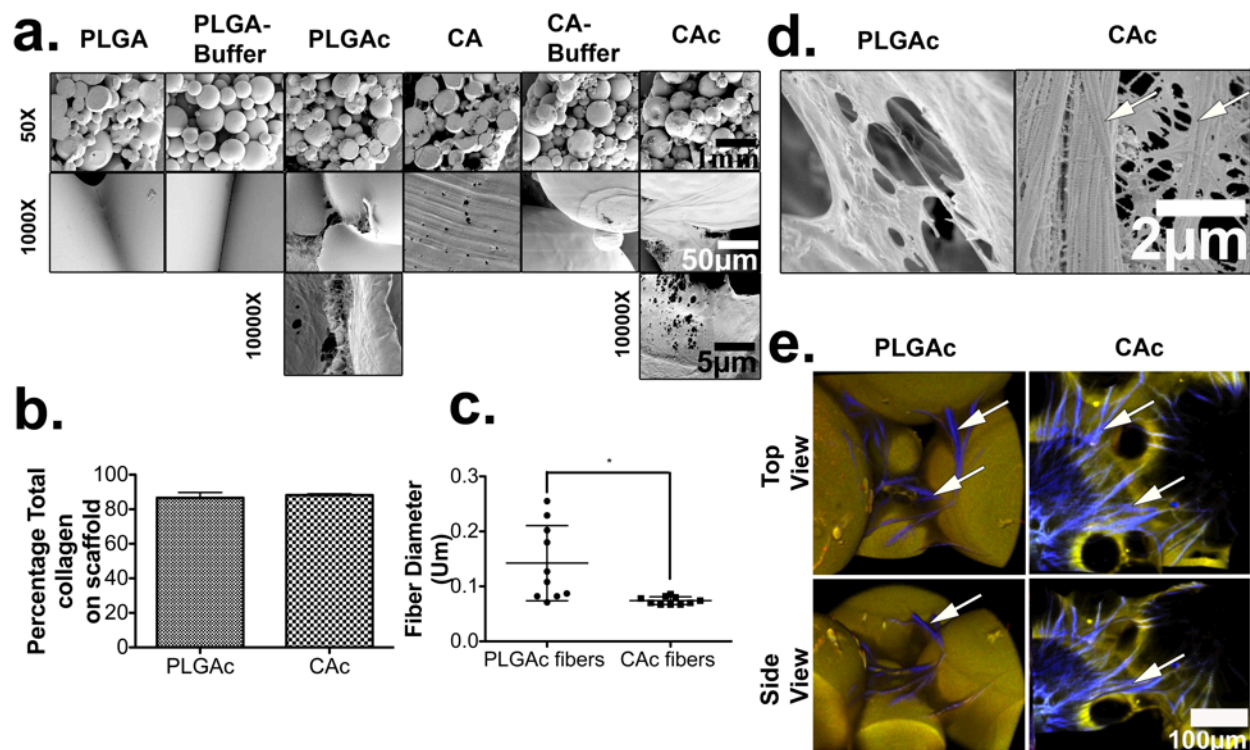 a.
PLGA
PLGA-
Buffer
PLGAc
CA
CA-
Buffer
CAc
50X
1mm
1000X
50µm
10000X
10000X
5µm
b.
Percentage Total
collagen
on scaffold
100
80
60
40
20
0
PLGAc
CAc
c.
Fiber Diameter
(Um)
0.3
0.2
0.1
0.0
*
PLGAc fibers
CAc fibers
d.
PLGAc
CAc
2µm
e.
PLGAc
CAc
Top
View
Side
View
100µm